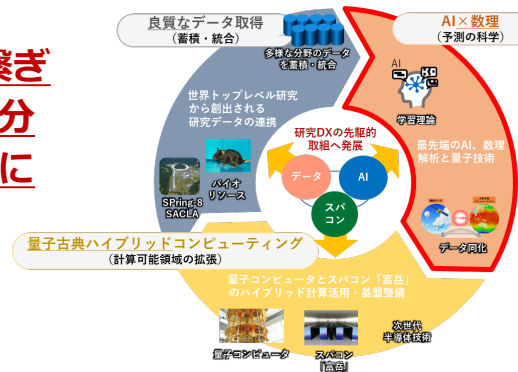 繋ぎ
分
に
良質なデータ取得
（蓄積・統合）
多様な分野のデータ
を蓄積・統合
世界トップレベル研究
から創出される
研究データの連携
SPring-8
SACLA
バイオ
リソース
AI×数理
（予測の科学）
AI
学習理論
最先端のAI、数理
解析と量子技術
データ同化
研究DXの先駆的
取組へ発展
データ
AI
スパ
コン
量子古典ハイブリッドコンピューティング
（計算可能領域の拡張）
量子コンピュータとスパコン「富岳」
のハイブリッド計算活用・基盤整備
量子コンピュータ
スパコン
「富岳」
次世代
半導体技術